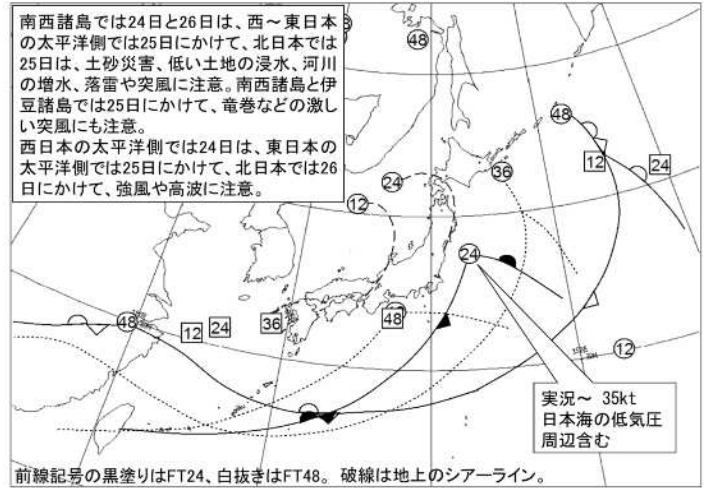 南西諸島では24日と26日は、西～東日本
の太平洋側では25日にかけて、北日本では
25日は、土砂災害、低い土地の浸水、河川
の増水、落雷や突風に注意。南西諸島と伊
豆諸島では25日にかけて、竜巻などの激し
い突風にも注意。
西日本の太平洋側では24日は、東日本の
太平洋側では25日にかけて、北日本では26
日にかけて、強風や高波に注意。
48
48
12
24
36
24
12
24
48
12
24
36
48
12
実況～ 35kt
日本海の低気圧
周辺含む
前線記号の黒塗りはFT24、白抜きはFT48。 破線は地上のシアーライン。